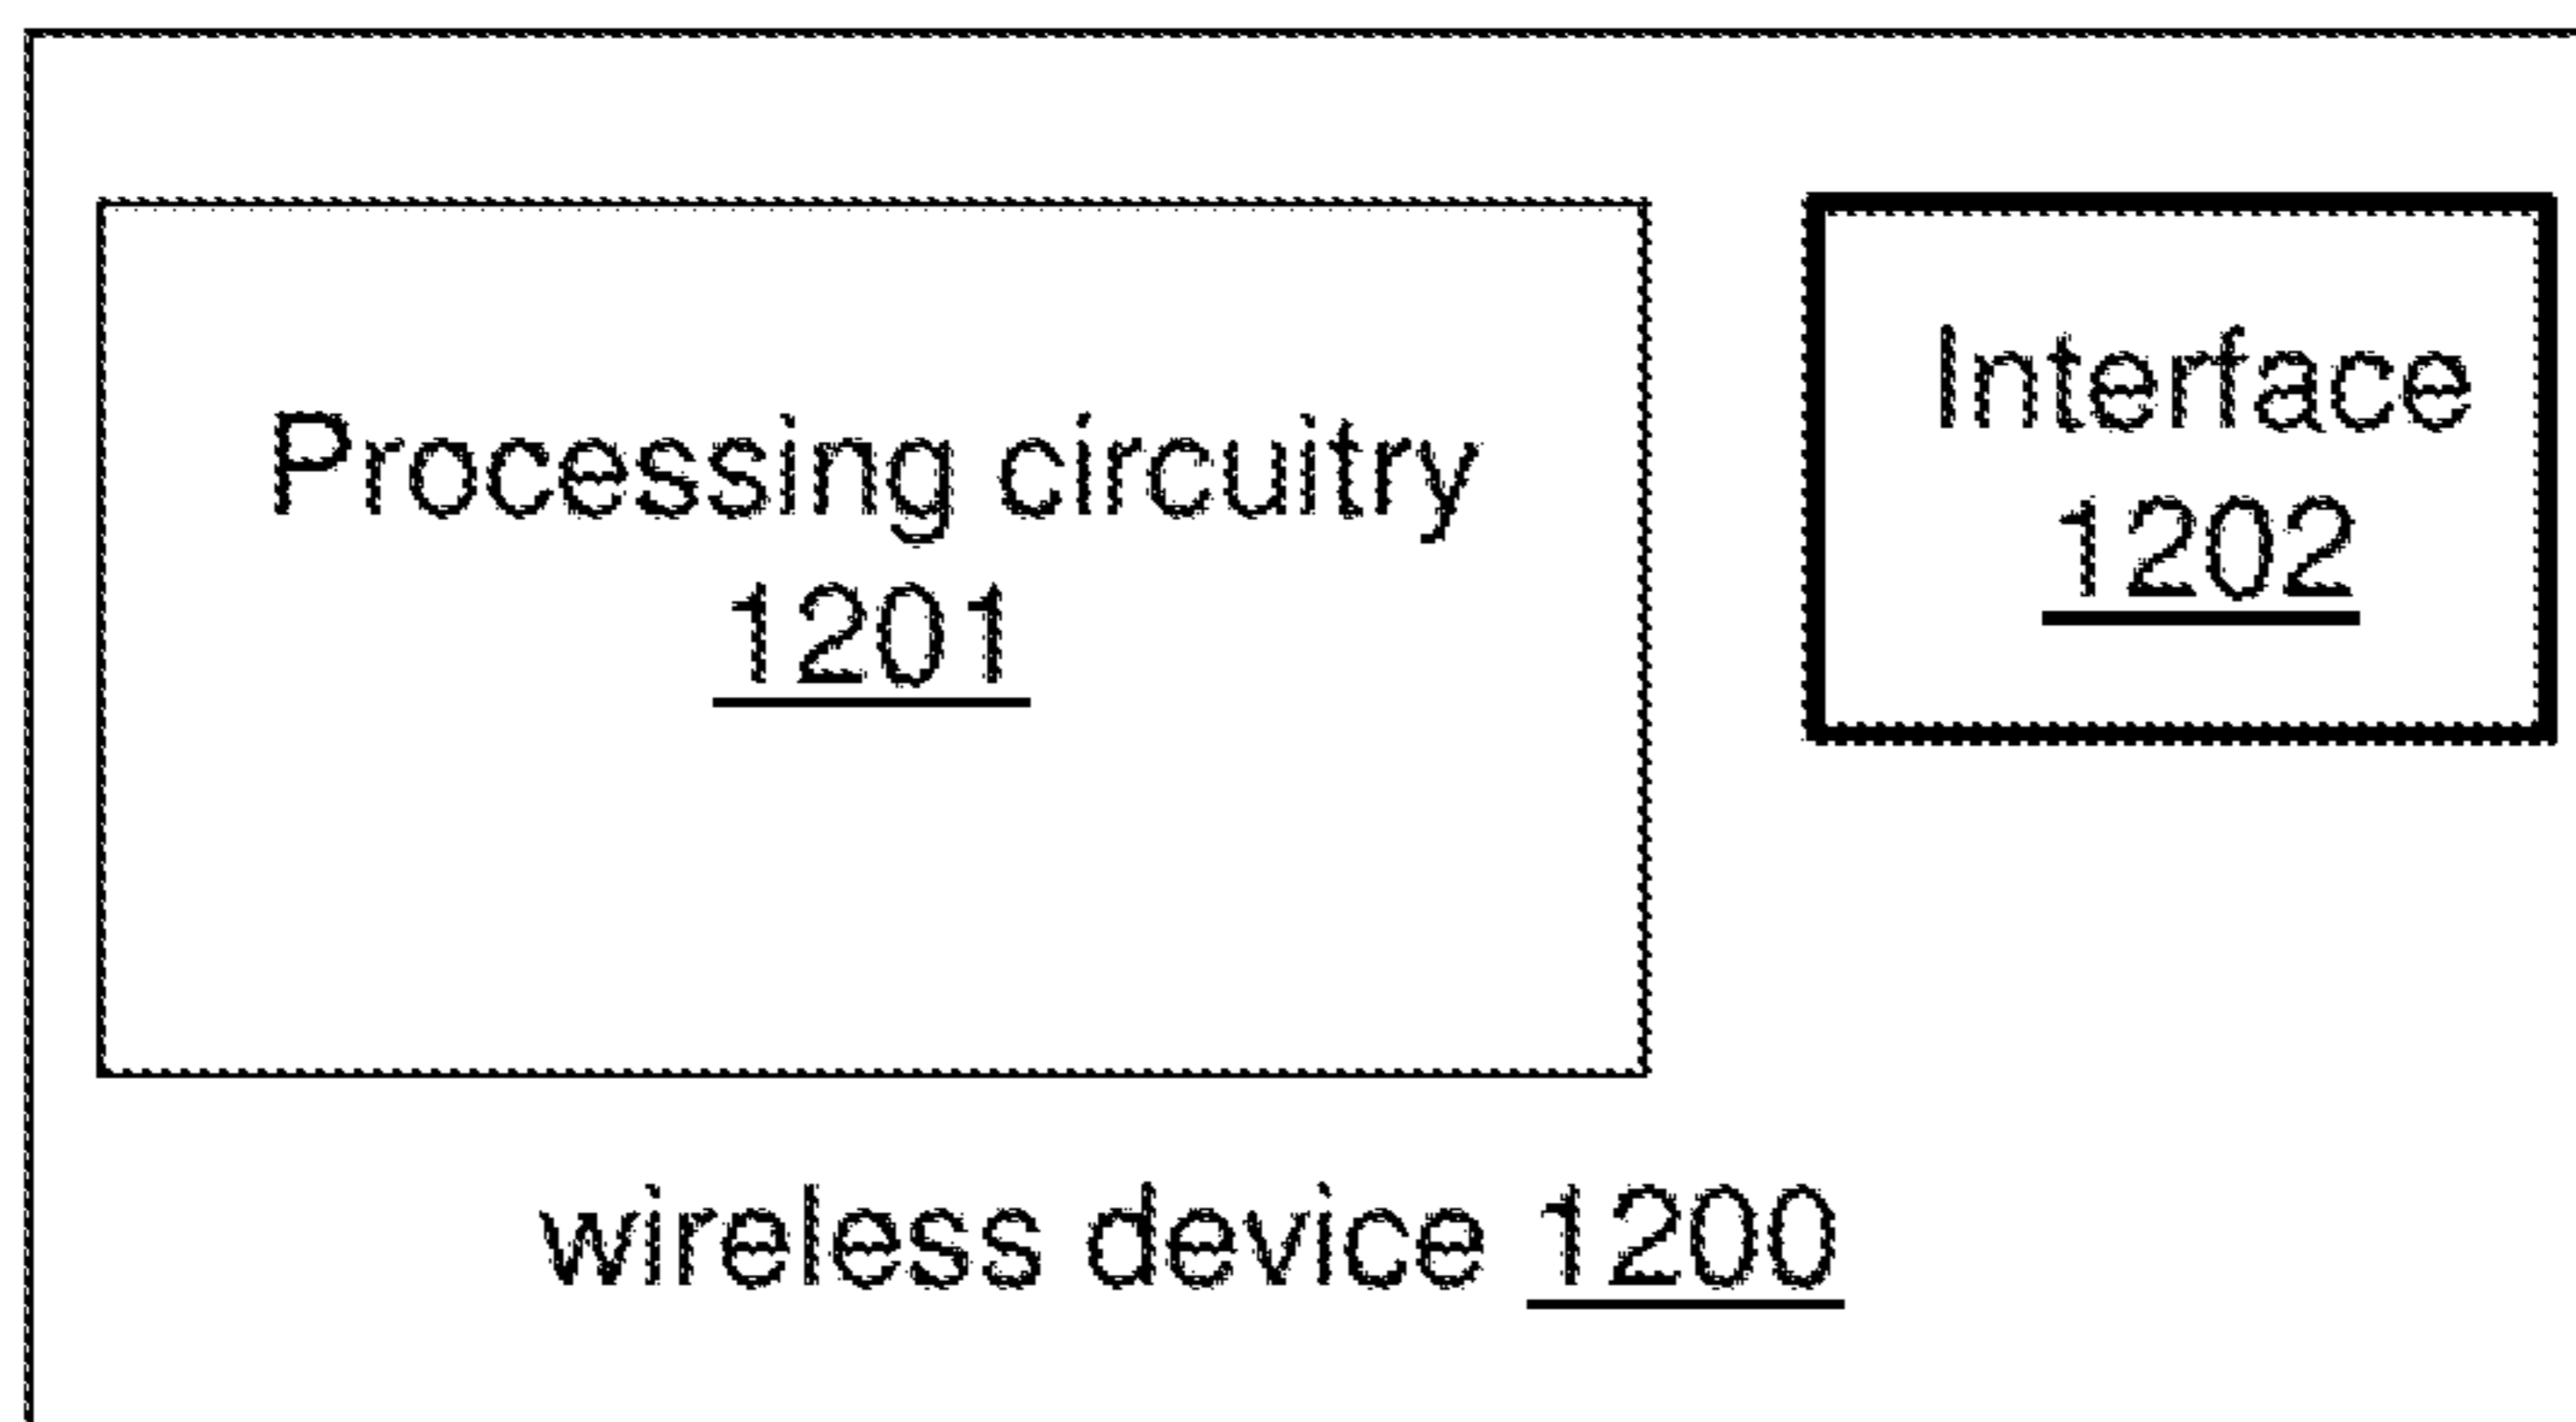 Processing circuitry
1201
Interface
1202
wireless device 1200